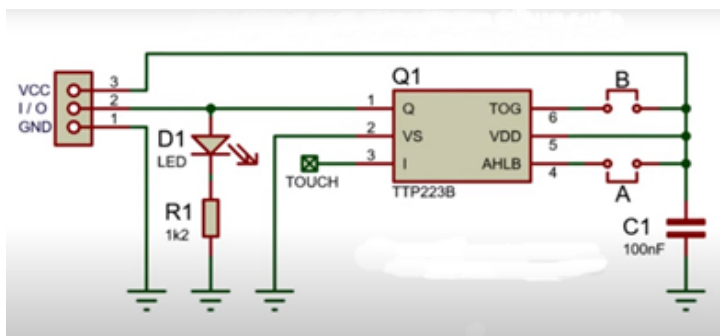 VCC
I / O
GND
3
2
1
D1
LED
R1
1k2
TOUCH
Q1
1
2
3
Q
VS
I
TOG
VDD
AHLB
6
5
4
TTP223B
B
A
C1
100nF